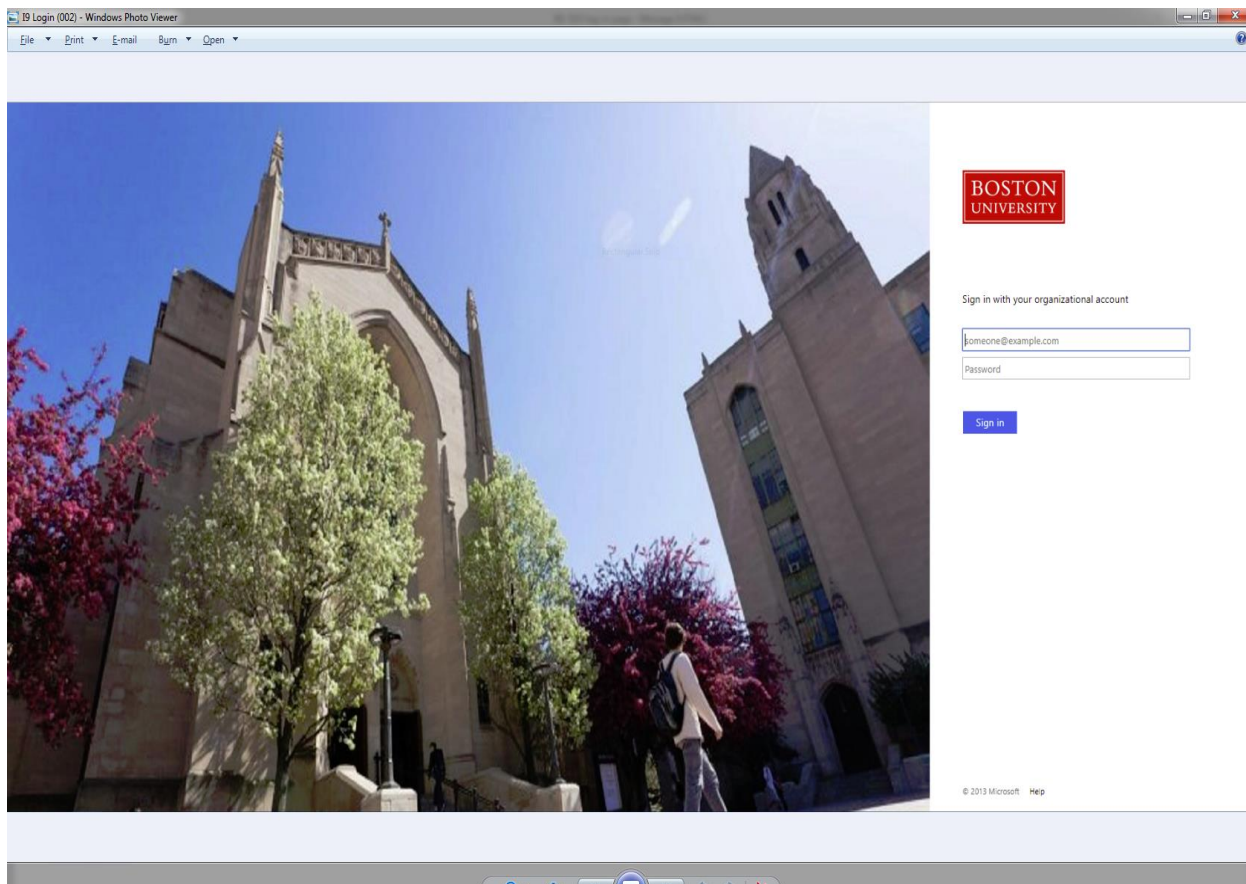 I9 Login (002) - Windows Photo Viewer
File Print E-mail Burn Open
BOSTON
UNIVERSITY
Sign in with your organizational account
someone@example.com
Password
Sign in
© 2013 Microsoft Help